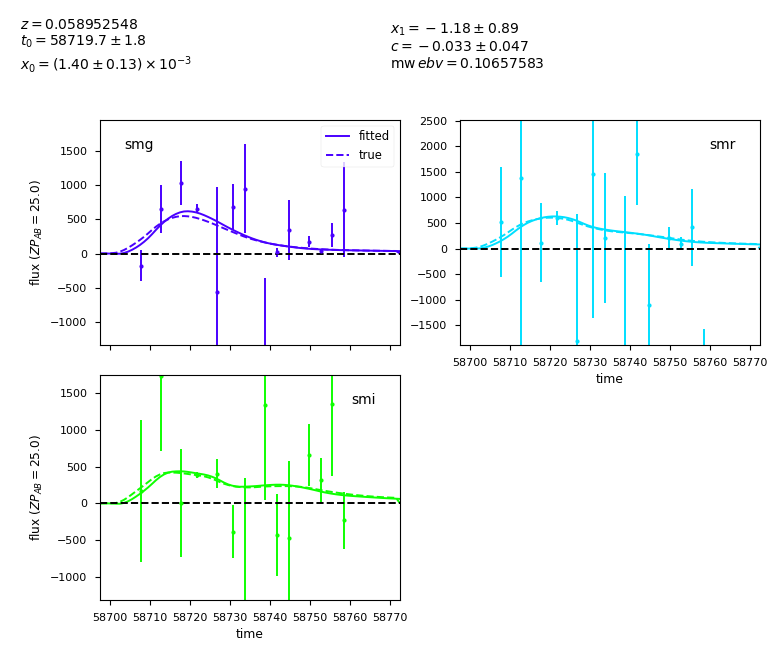 z = 0.058952548
t₀ = 58719.7 ± 1.8
x₀ = (1.40 ± 0.13) × 10⁻³
x₁ = −1.18 ± 0.89
c = −0.033 ± 0.047
mw ebv = 0.10657583
smg
fitted
true
1500
1000
500
0
−500
−1000
flux (ZP_AB = 25.0)
smr
2500
2000
1500
1000
500
0
−500
−1000
−1500
58700 58710 58720 58730 58740 58750 58760 58770
time
smi
1500
1000
500
0
−500
−1000
flux (ZP_AB = 25.0)
58700 58710 58720 58730 58740 58750 58760 58770
time